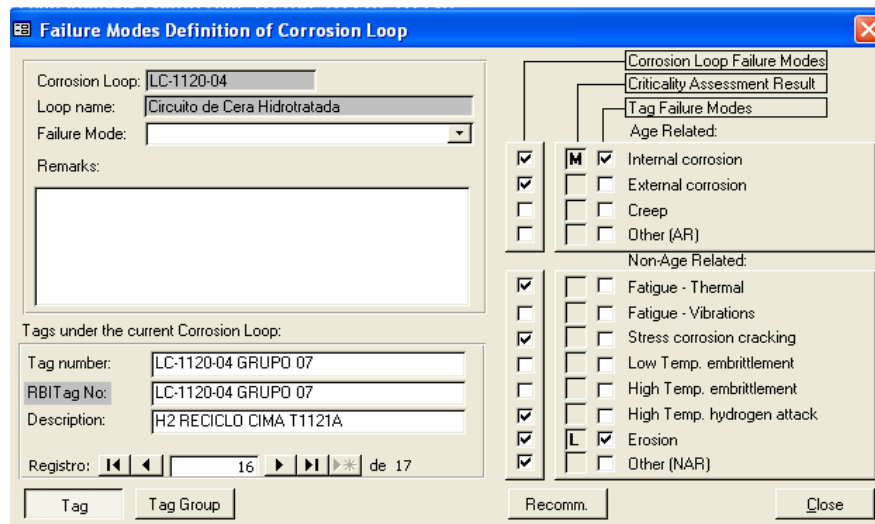 Failure Modes Definition of Corrosion Loop
Corrosion Loop: LC-1120-04
Loop name: Circuito de Cera Hidrotratada
Failure Mode:
Remarks:
Tags under the current Corrosion Loop:
Tag number: LC-1120-04 GRUPO 07
RBITag No: LC-1120-04 GRUPO 07
Description: H2 RECICLO CIMA T1121A
Registro: 16 de 17
Tag Tag Group
Corrosion Loop Failure Modes
Criticality Assessment Result
Tag Failure Modes
Age Related:
M Internal corrosion
External corrosion
Creep
Other (AR)
Non-Age Related:
Fatigue - Thermal
Fatigue - Vibrations
Stress corrosion cracking
Low Temp. embrittlement
High Temp. embrittlement
High Temp. hydrogen attack
L Erosion
Other (NAR)
Recomm. Close